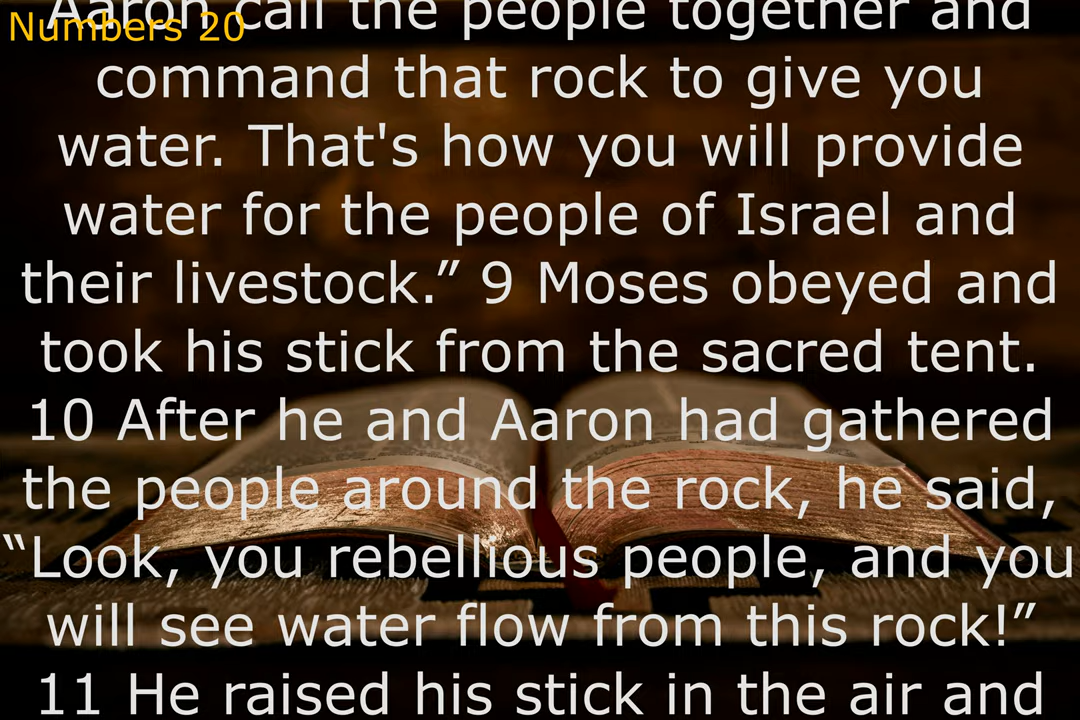 Numbers 20
Aaron call the people together and
command that rock to give you
water. That's how you will provide
water for the people of Israel and
their livestock.” 9 Moses obeyed and
took his stick from the sacred tent.
10 After he and Aaron had gathered
the people around the rock, he said,
“Look, you rebellious people, and you
will see water flow from this rock!”
11 He raised his stick in the air and